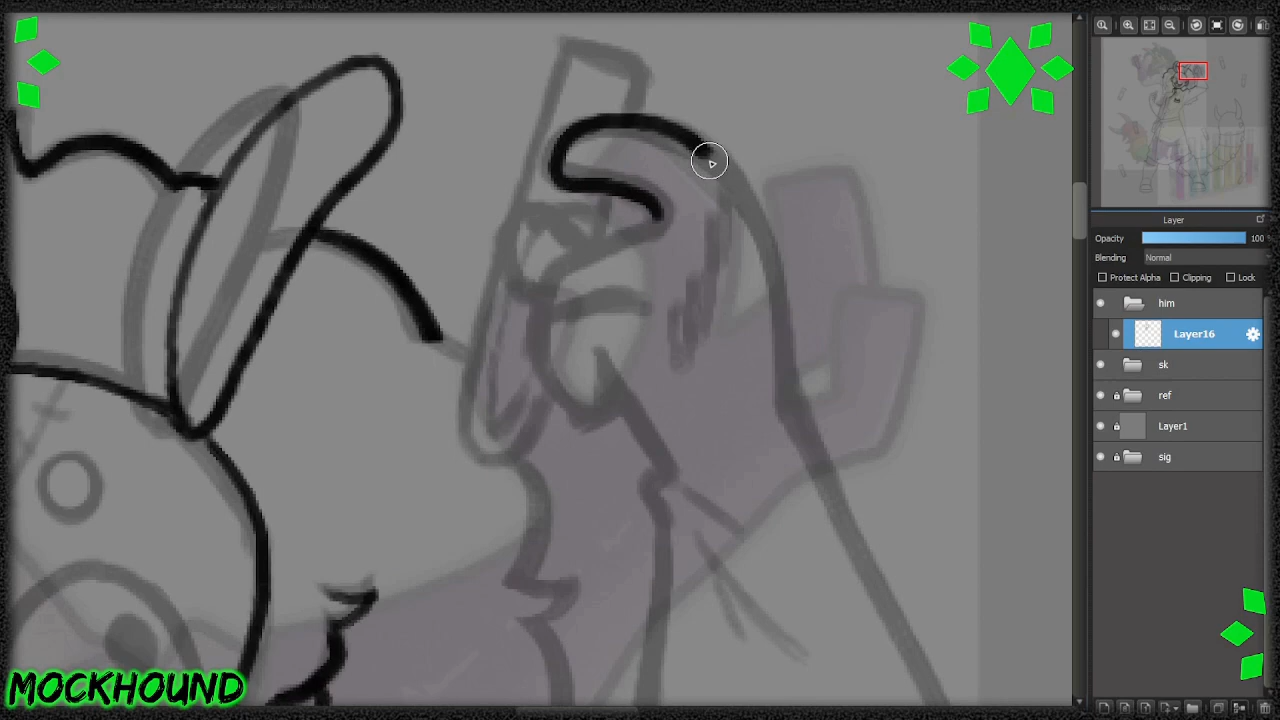 Layer
Opacity 100
Blending Normal
Protect Alpha Clipping Lock
him
Layer16
sk
ref
Layer1
sig
MOCKHOUND